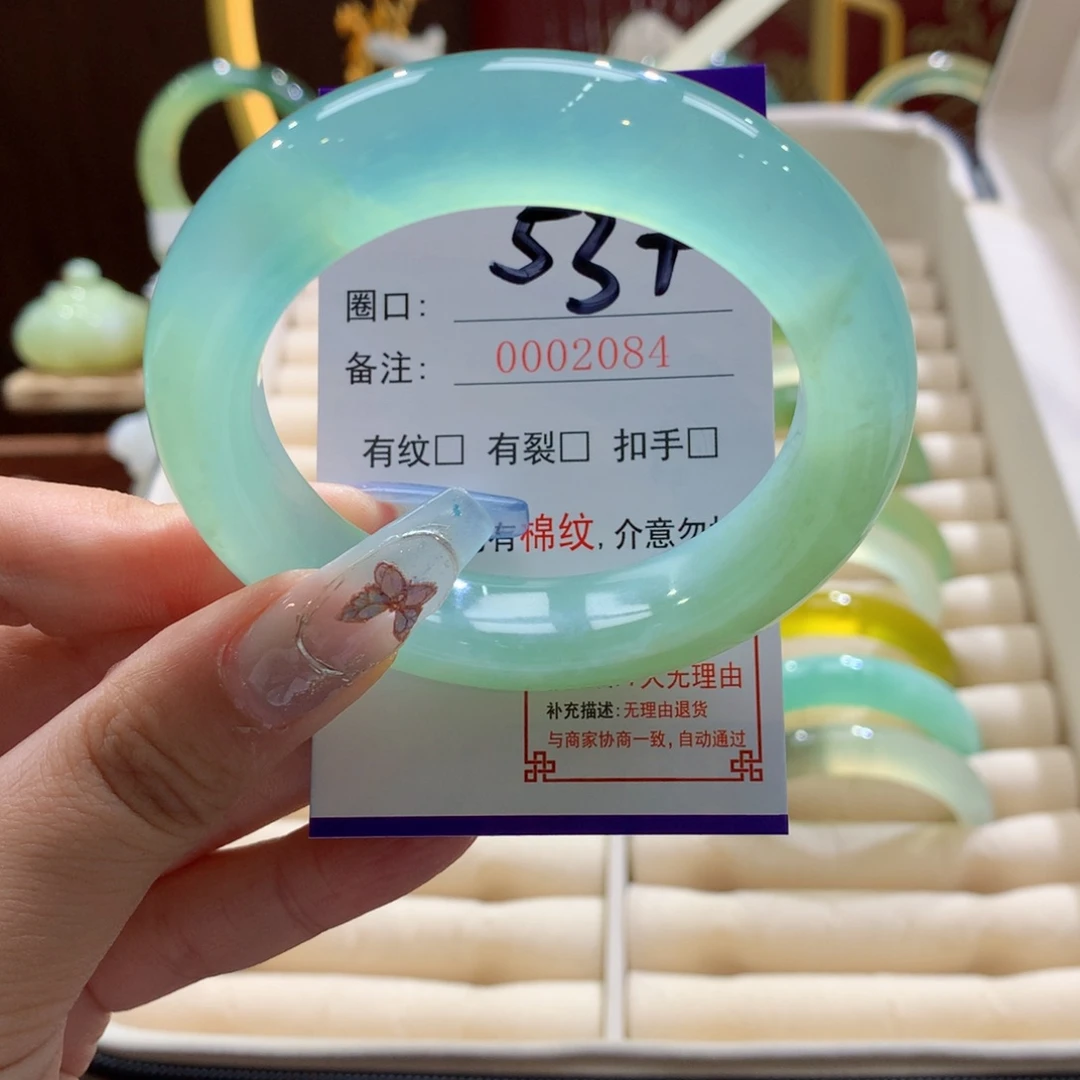 53+
圈口:
备注: 0002084
有纹□ 有裂□ 扣手□
有棉纹,介意勿
人无理由
补充描述:无理由退货
与商家协商一致,自动通过